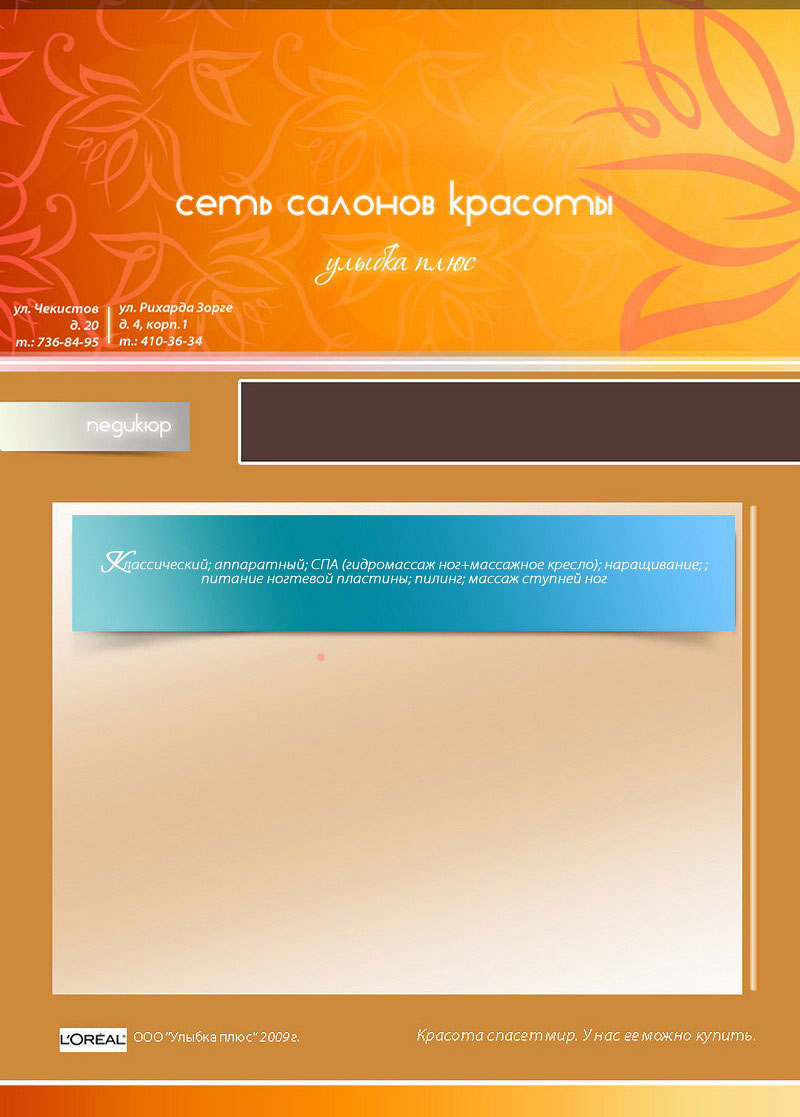 сеть салонов красоты
улыбка плюс
ул. Чекистов
д. 20
т.: 736-84-95
ул. Рихарда Зорге
д. 4, корп.1
т.: 410-36-34
педикюр
Классический; аппаратный; СПА (гидромассаж ног+массажное кресло); наращивание; ;
питание ногтевой пластины; пилинг; массаж ступней ног
L'ORÉAL
ООО "Улыбка плюс" 2009г.
Красота спасет мир. У нас ее можно купить.